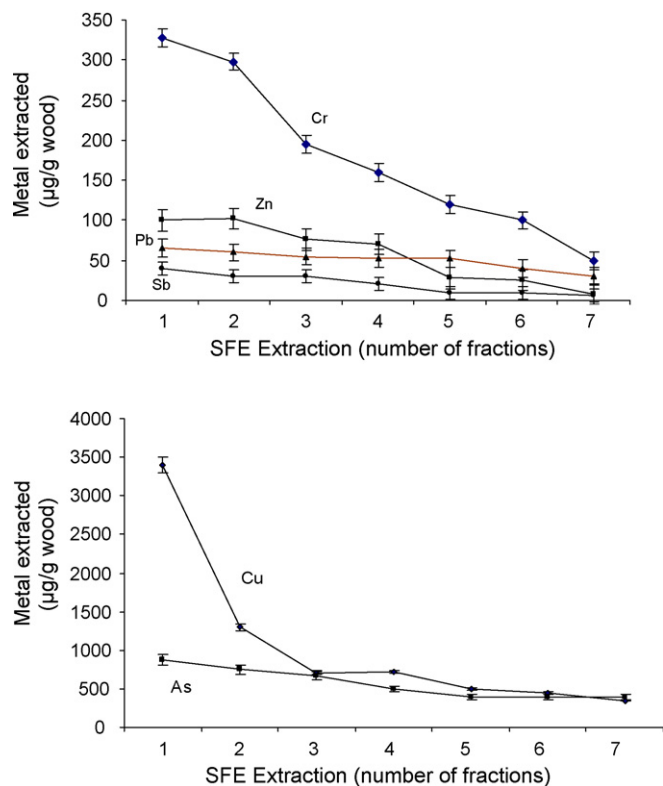 Metal extracted
(µg/g wood)
350
300
250
200
150
100
50
0
Cr
Zn
Pb
Sb
1 2 3 4 5 6 7
SFE Extraction (number of fractions)
Metal extracted
(µg/g wood)
4000
3500
3000
2500
2000
1500
1000
500
0
Cu
As
1 2 3 4 5 6 7
SFE Extraction (number of fractions)